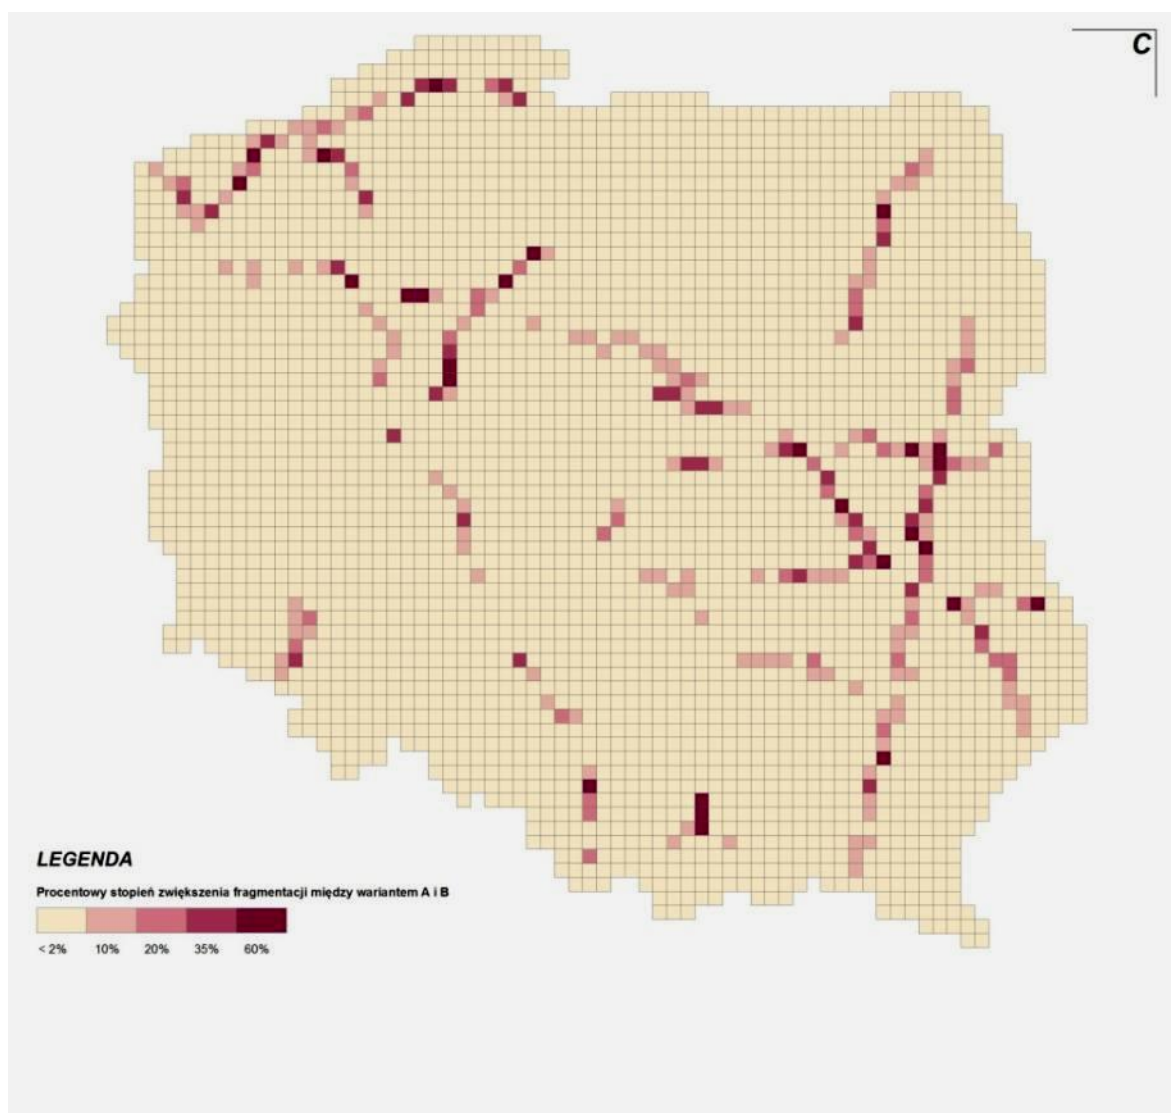 C
LEGENDA
Procentowy stopień zwiększenia fragmentacji między wariantem A i B
< 2% 10% 20% 35% 60%